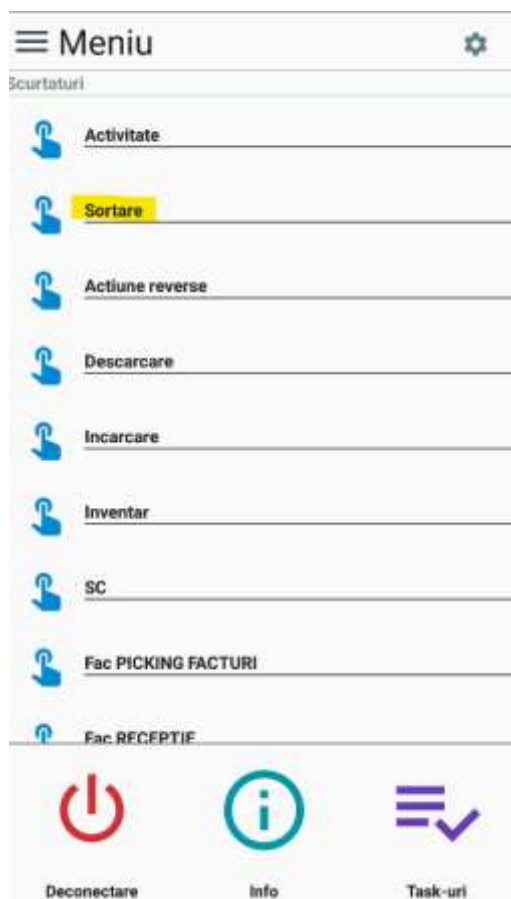 Meniu
Scurtaturi
Activitate
Sortare
Actiune reverse
Descarcare
Incarcare
Inventar
SC
Fac PICKING FACTURI
Fac RECEPTIE
Deconectare Info Task-uri